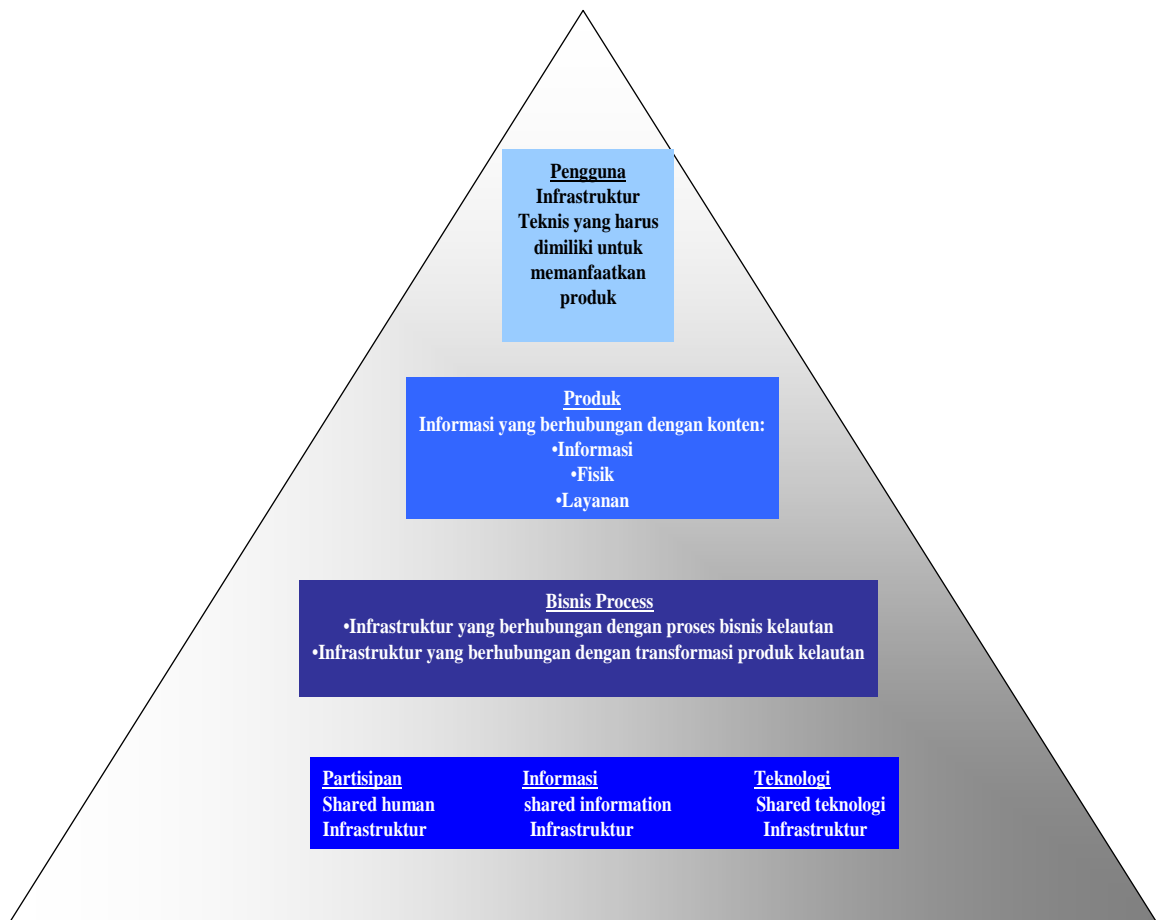 Pengguna
Infrastruktur
Teknis yang harus
dimiliki untuk
memanfaatkan
produk
Produk
Informasi yang berhubungan dengan konten:
•Informasi
•Fisik
•Layanan
Bisnis Process
•Infrastruktur yang berhubungan dengan proses bisnis kelautan
•Infrastruktur yang berhubungan dengan transformasi produk kelautan
Partisipan Informasi Teknologi
Shared human shared information Shared teknologi
Infrastruktur Infrastruktur Infrastruktur